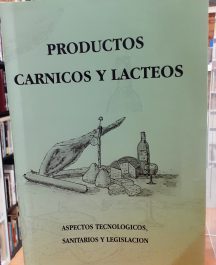 PRODUCTOS
CARNICOS Y LACTEOS
ASPECTOS TECNOLOGICOS,
SANITARIOS Y LEGISLACION